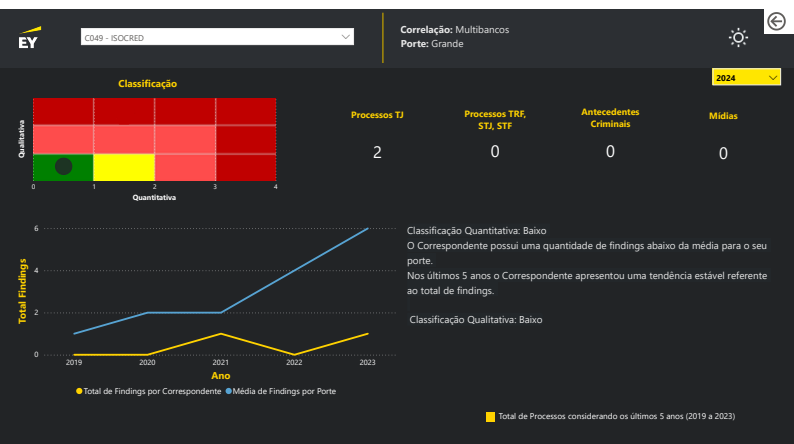 EY
C049 - ISOCRED
Correlação: Multibancos
Porte: Grande
2024
Classificação
Qualitativa
0 1 2 3 4
Quantitativa
Processos TJ
2
Processos TRF,
STJ, STF
0
Antecedentes
Criminais
0
Mídias
0
Total Findings
6
4
2
0
2019 2020 2021 2022 2023
Ano
Total de Findings por Correspondente Média de Findings por Porte
Classificação Quantitativa: Baixo
O Correspondente possui uma quantidade de findings abaixo da média para o seu
porte.
Nos últimos 5 anos o Correspondente apresentou uma tendência estável referente
ao total de findings.
Classificação Qualitativa: Baixo
Total de Processos considerando os últimos 5 anos (2019 a 2023)